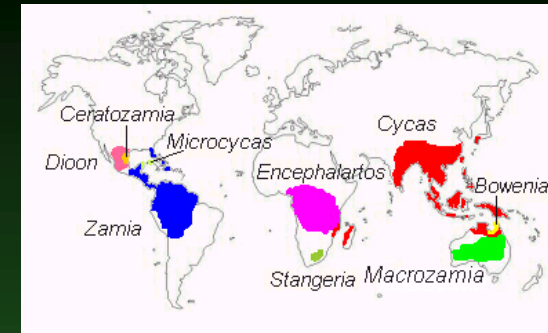 Ceratozamia
Microcycas
Cycas
Dioon
Encephalartos
Bowenia
Zamia
Stangeria
Macrozamia